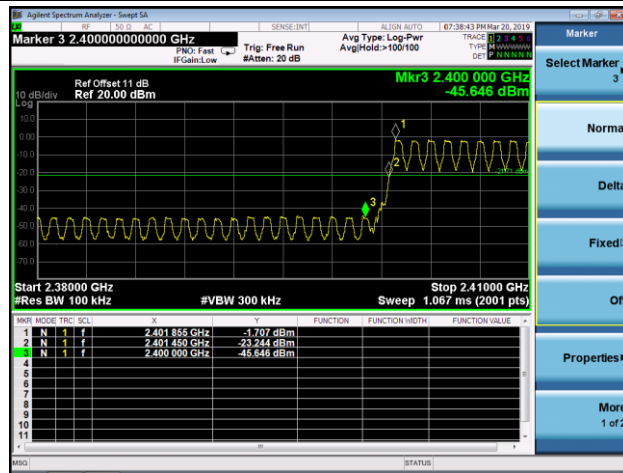 Agilent Spectrum Analyzer - Swept SA
RF 50 Ω AC SENSE:INT ALIGN AUTO 07:38:43 PM Mar 20, 2019
Marker 3 2.400000000000 GHz
PNO: Fast
IFGain:Low
Trig: Free Run
#Atten: 20 dB
Avg Type: Log-Pwr
Avg|Hold:>100/100
TRACE 1 2 3 4 5 6
TYPE M WWWWW
DET P N N N N N
Ref Offset 11 dB
Ref 20.00 dBm
10 dB/div
Log
Mkr3 2.400 000 GHz
-45.646 dBm
10.0
0.00
-10.0
-20.0
-30.0
-40.0
-50.0
-60.0
-70.0
1
2
3
Start 2.38000 GHz
Stop 2.41000 GHz
#Res BW 100 kHz
#VBW 300 kHz
Sweep 1.067 ms (2001 pts)
MKR MODE TRC SCL X Y FUNCTION FUNCTION WIDTH FUNCTION VALUE
1 N 1 f 2.401 855 GHz -1.707 dBm
2 N 1 f 2.401 450 GHz -23.244 dBm
3 N 1 f 2.400 000 GHz -45.646 dBm
4
5
6
7
8
9
10
11
MSG
STATUS
Marker
Select Marker
3
Norma
Delta
Fixed
Of
Properties
More
1 of 2